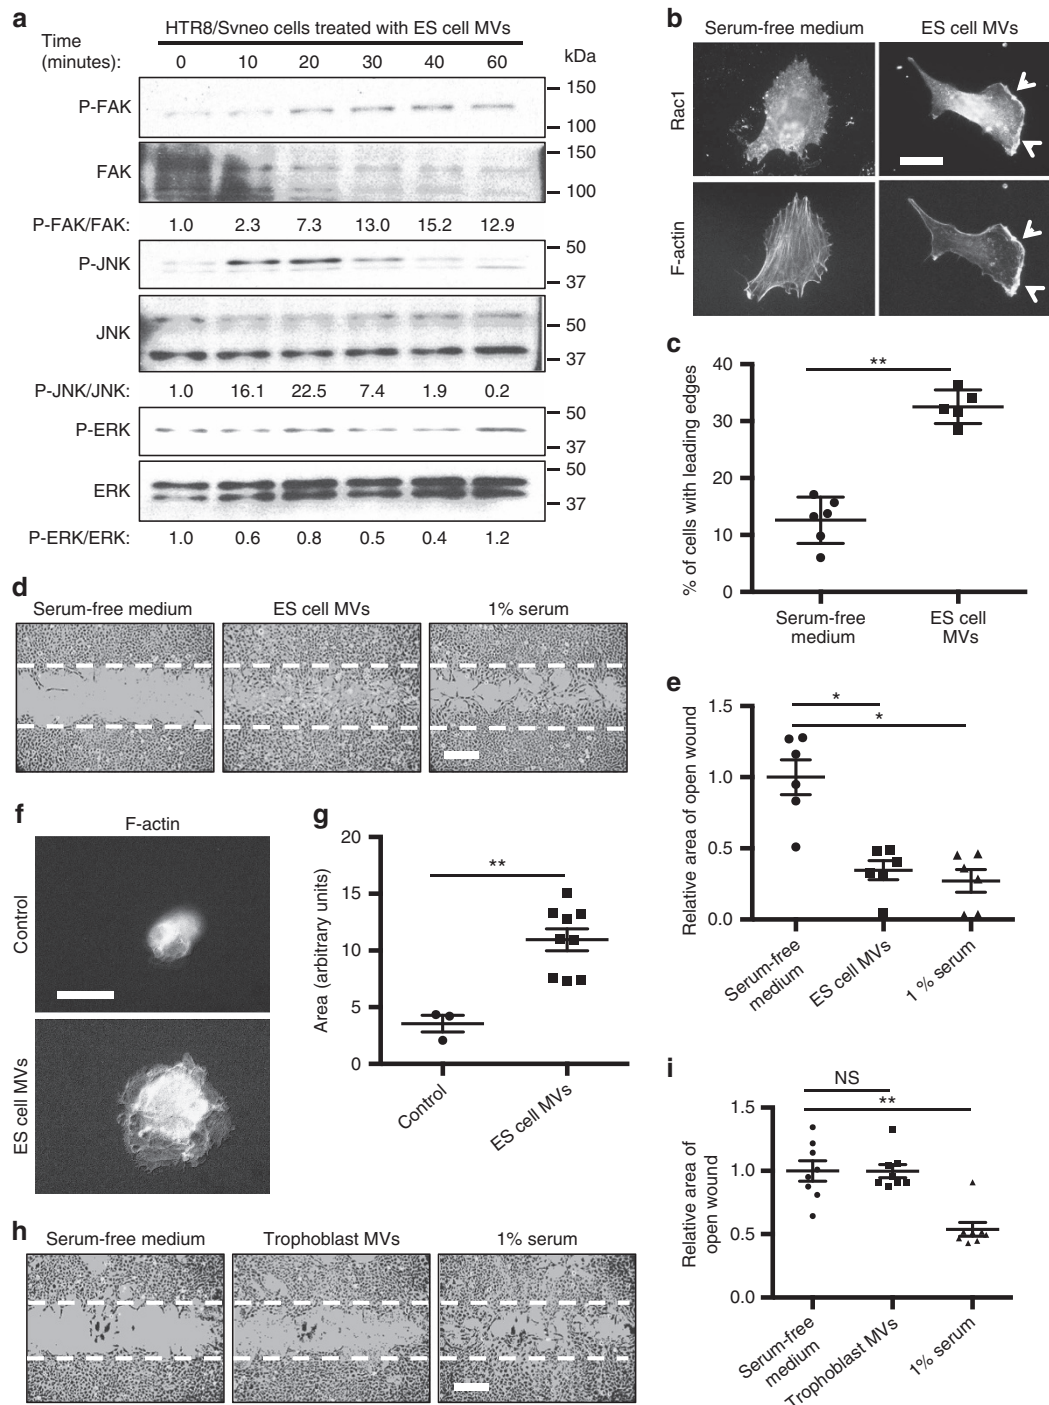 a
HTR8/Svneo cells treated with ES cell MVs
Time
(minutes):
0 10 20 30 40 60 kDa
P-FAK
150
100
FAK
150
100
P-FAK/FAK: 1.0 2.3 7.3 13.0 15.2 12.9
P-JNK
50
37
JNK
50
37
P-JNK/JNK: 1.0 16.1 22.5 7.4 1.9 0.2
P-ERK
50
37
ERK
50
37
P-ERK/ERK: 1.0 0.6 0.8 0.5 0.4 1.2
b
Serum-free medium ES cell MVs
Rac1
F-actin
c
% of cells with leading edges
40
30
20
10
0
**
Serum-free
medium
ES cell
MVs
d
Serum-free medium ES cell MVs 1% serum
e
Relative area of open wound
1.5
1.0
0.5
0.0
*
*
Serum-free
medium
ES cell MVs
1 % serum
f
F-actin
Control
ES cell MVs
g
Area (arbitrary units)
20
15
10
5
0
**
Control
ES cell MVs
h
Serum-free medium Trophoblast MVs 1% serum
i
Relative area of
open wound
1.5
1.0
0.5
0.0
NS
**
Serum-free
medium
Trophoblast MVs
1% serum